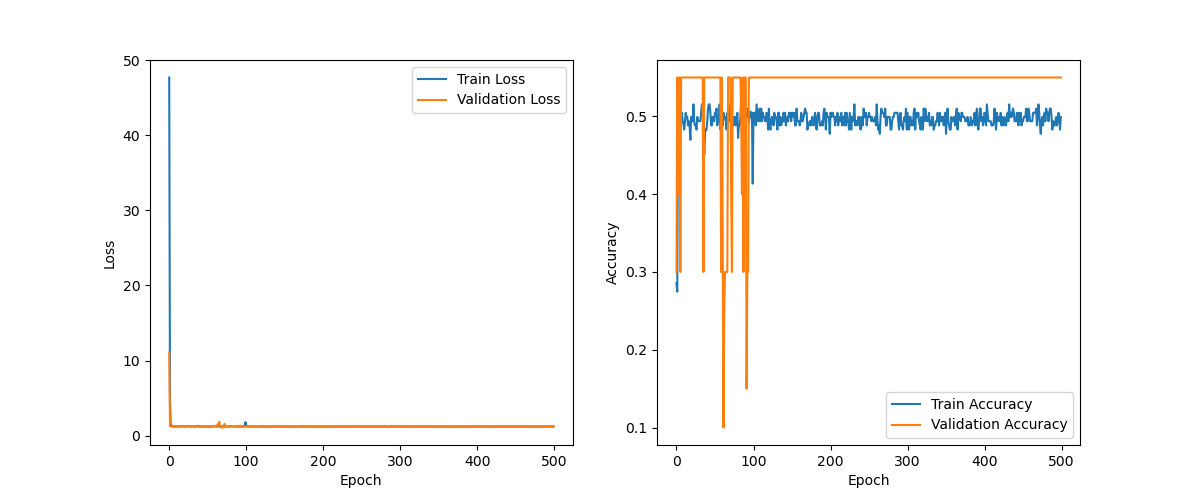 50
40
30
20
10
0
Loss
0 100 200 300 400 500
Epoch
Train Loss
Validation Loss
0.5
0.4
0.3
0.2
0.1
Accuracy
0 100 200 300 400 500
Epoch
Train Accuracy
Validation Accuracy